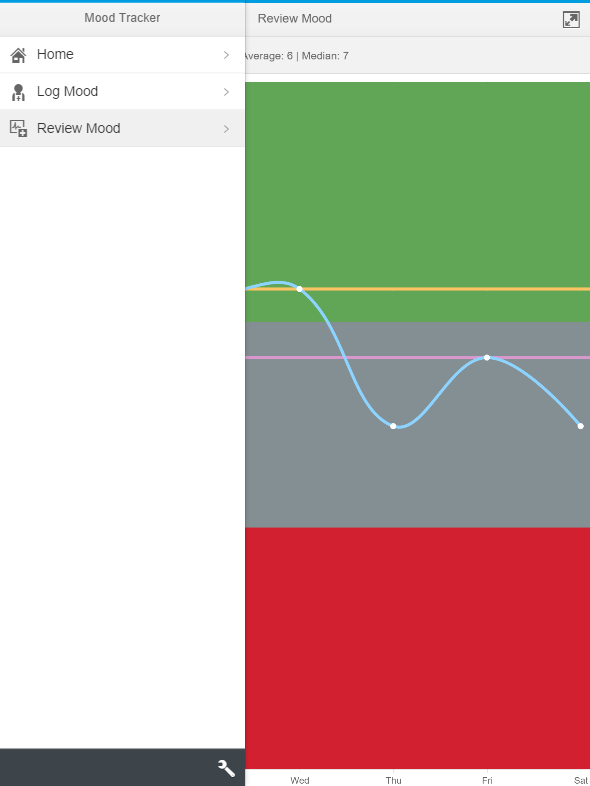 Mood Tracker
Home
Log Mood
Review Mood
Review Mood
Average: 6 | Median: 7
Wed
Thu
Fri
Sat